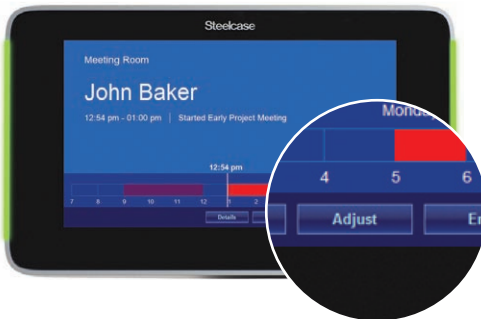 Steelcase
Meeting Room
John Baker
12:54 pm - 01:00 pm | Started Early Project Meeting
12:54 pm
7 8 9 10 11 12 1 2
Details
Monday
4 5 6
Adjust